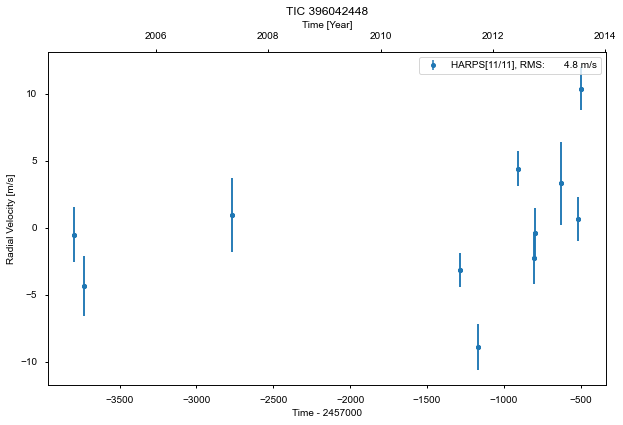 TIC 396042448
Time [Year]
2006 2008 2010 2012 2014
HARPS[11/11], RMS: 4.8 m/s
10
5
0
−5
−10
Radial Velocity [m/s]
−3500 −3000 −2500 −2000 −1500 −1000 −500
Time - 2457000